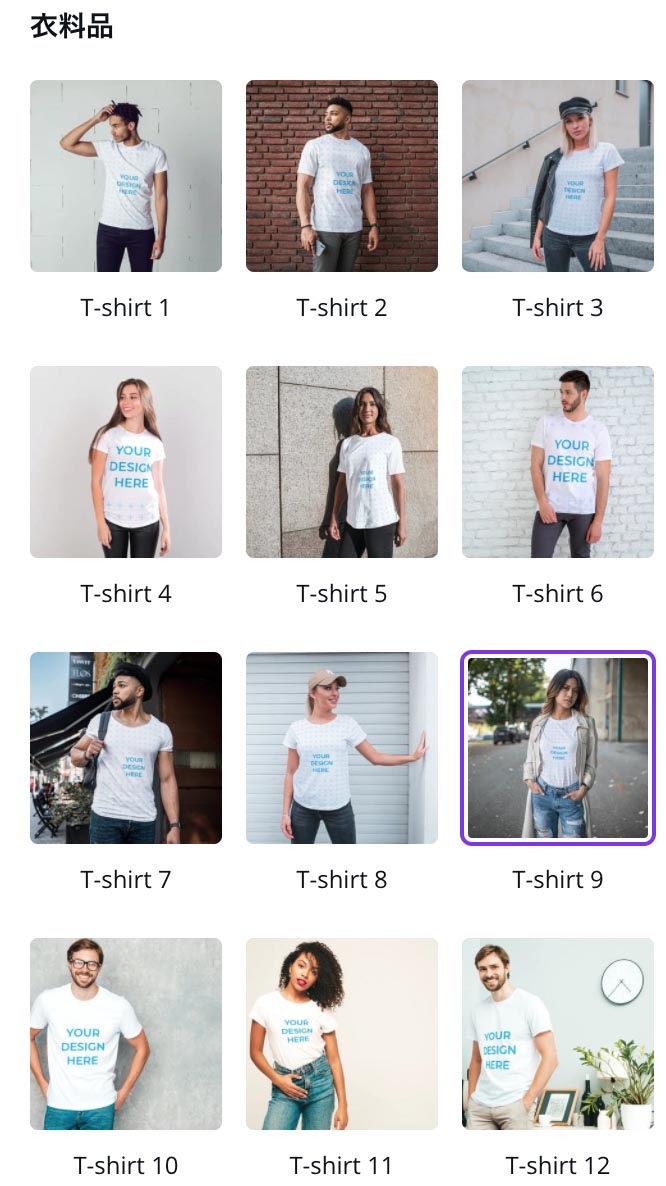 衣料品
YOUR
DESIGN
HERE
YOUR
DESIGN
HERE
YOUR
DESIGN
HERE
T-shirt 1
T-shirt 2
T-shirt 3
YOUR
DESIGN
HERE
YOUR
DESIGN
HERE
YOUR
DESIGN
HERE
T-shirt 4
T-shirt 5
T-shirt 6
YOUR
DESIGN
HERE
YOUR
DESIGN
HERE
YOUR
DESIGN
HERE
T-shirt 7
T-shirt 8
T-shirt 9
YOUR
DESIGN
HERE
YOUR
DESIGN
HERE
YOUR
DESIGN
HERE
T-shirt 10
T-shirt 11
T-shirt 12